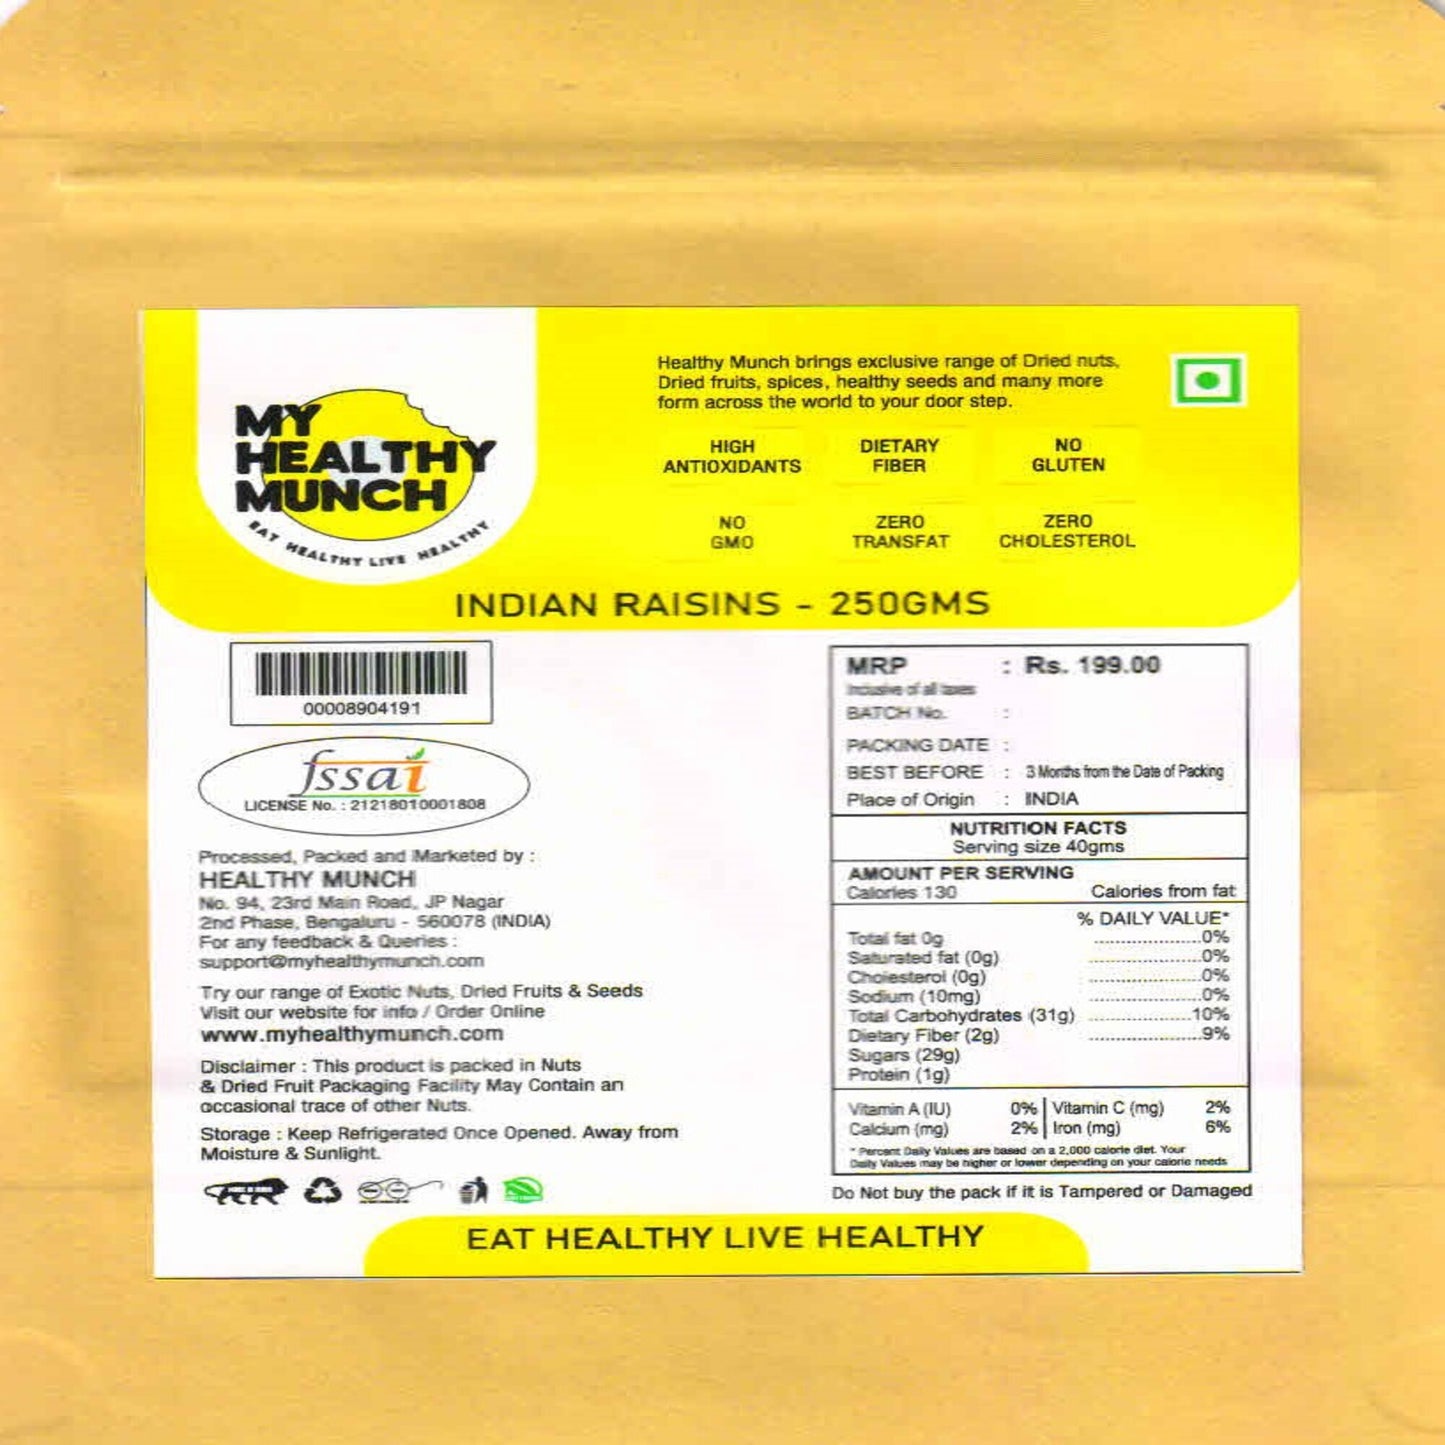 MY
HEALTHY
MUNCH
EAT HEALTHY LIVE HEALTHY
Healthy Munch brings exclusive range of Dried nuts,
Dried fruits, spices, healthy seeds and many more
form across the world to your door step.
HIGH
ANTIOXIDANTS
DIETARY
FIBER
NO
GLUTEN
NO
GMO
ZERO
TRANSFAT
ZERO
CHOLESTEROL
INDIAN RAISINS - 250GMS
00008904191
fssai
LICENSE No. : 21218010001808
Processed, Packed and Marketed by :
HEALTHY MUNCH
No. 94, 23rd Main Road, JP Nagar
2nd Phase, Bengaluru - 560078 (INDIA)
For any feedback & Queries :
support@myhealthymunch.com
Try our range of Exotic Nuts, Dried Fruits & Seeds
Visit our website for info / Order Online
www.myhealthymunch.com
Disclaimer : This product is packed in Nuts
& Dried Fruit Packaging Facility May Contain an
occasional trace of other Nuts.
Storage : Keep Refrigerated Once Opened. Away from
Moisture & Sunlight.
MRP : Rs. 199.00
Inclusive of all taxes
BATCH No. :
PACKING DATE :
BEST BEFORE : 3 Months from the Date of Packing
Place of Origin : INDIA
NUTRITION FACTS
Serving size 40gms
AMOUNT PER SERVING
Calories 130 Calories from fat
% DAILY VALUE*
Total fat 0g ....................0%
Saturated fat (0g) ....................0%
Cholesterol (0g) ....................0%
Sodium (10mg) ....................0%
Total Carbohydrates (31g) ....................10%
Dietary Fiber (2g) ....................9%
Sugars (29g)
Protein (1g)
Vitamin A (IU) 0% | Vitamin C (mg) 2%
Calcium (mg) 2% | Iron (mg) 6%
* Percent Daily Values are based on a 2,000 calorie diet. Your
Daily Values may be higher or lower depending on your calorie needs
Do Not buy the pack if it is Tampered or Damaged
EAT HEALTHY LIVE HEALTHY